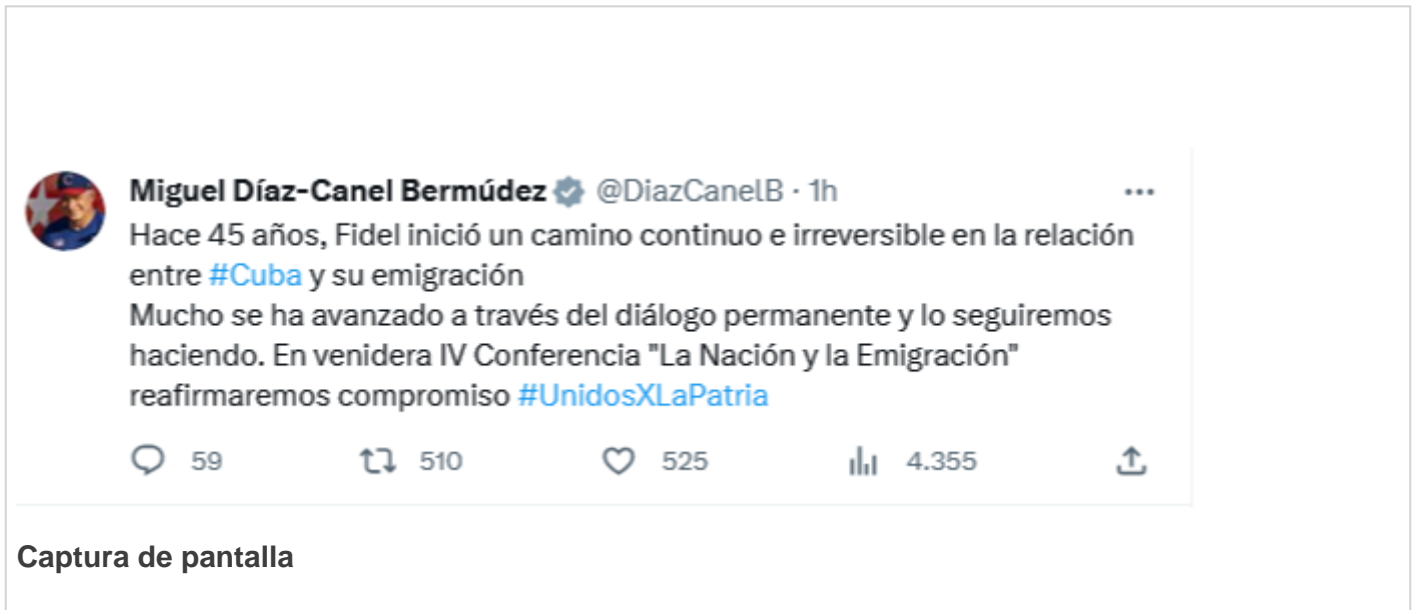 Miguel Díaz-Canel Bermúdez @DiazCanelB · 1h
Hace 45 años, Fidel inició un camino continuo e irreversible en la relación
entre #Cuba y su emigración
Mucho se ha avanzado a través del diálogo permanente y lo seguiremos
haciendo. En venidera IV Conferencia "La Nación y la Emigración"
reafirmaremos compromiso #UnidosXLaPatria
59 510 525 4.355
Captura de pantalla